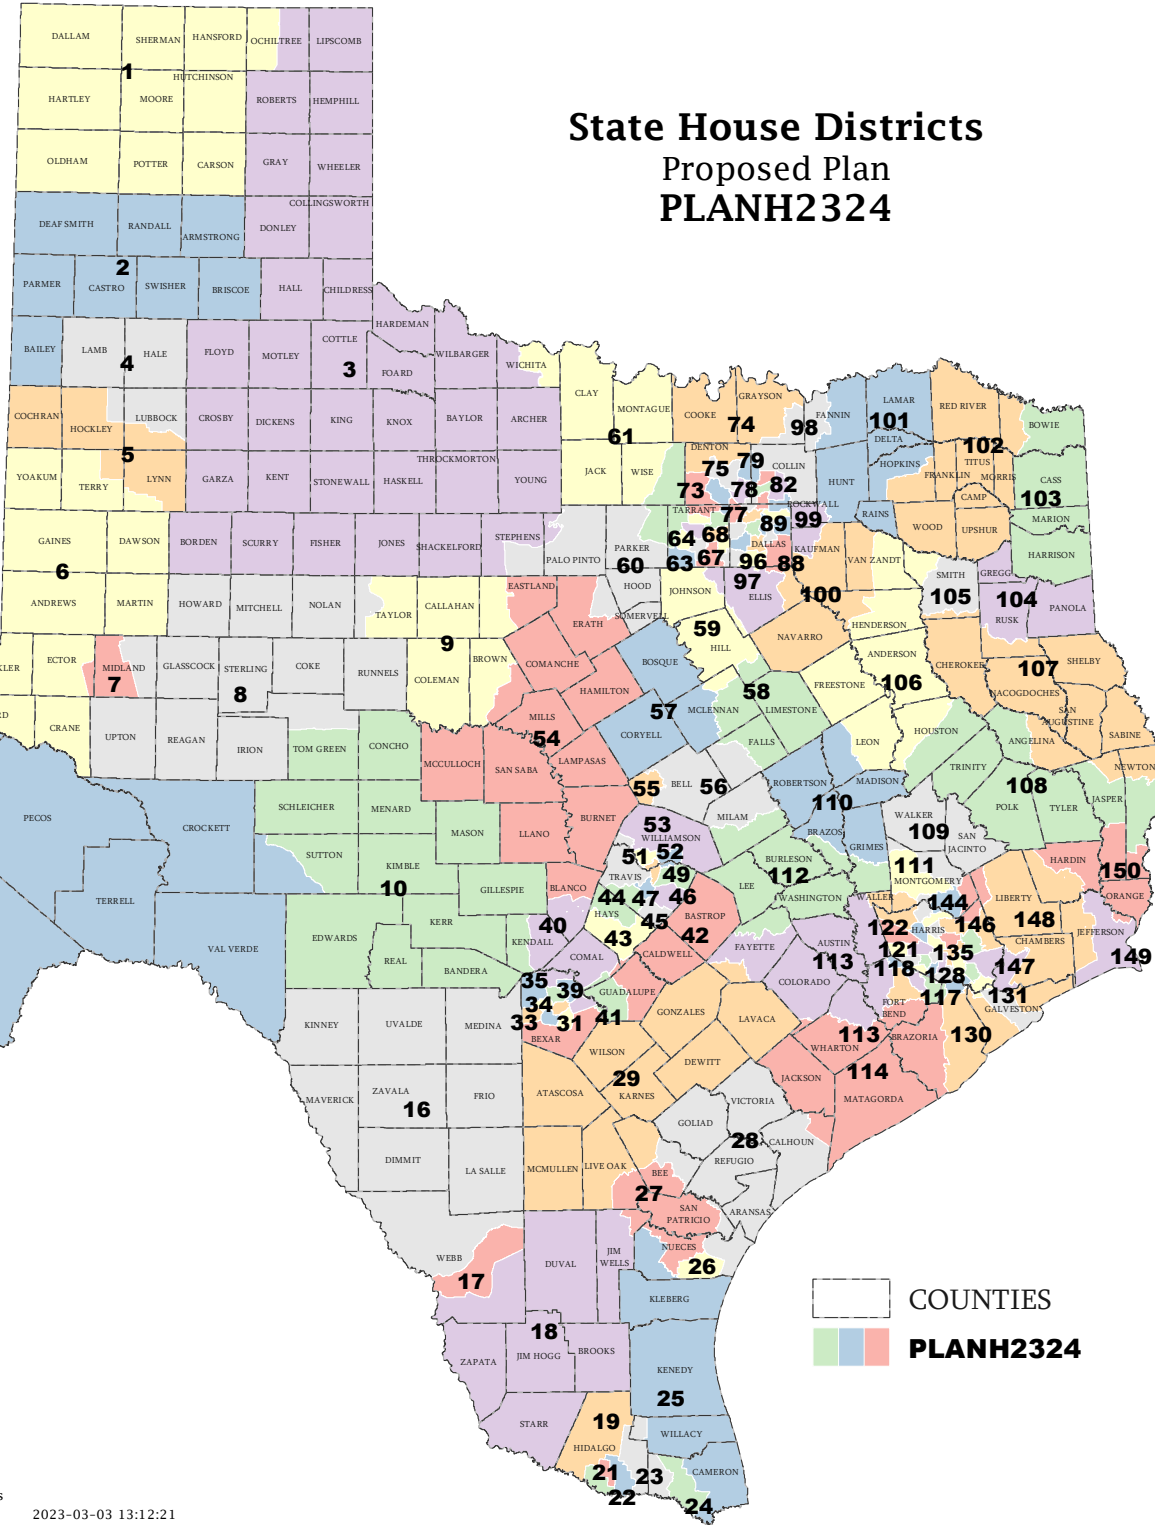 State House Districts
Proposed Plan
PLANH2324
DALLAM
SHERMAN
HANSFORD
OCHILTREE
LIPSCOMB
1
HUTCHINSON
HARTLEY
MOORE
ROBERTS
HEMPHILL
OLDHAM
POTTER
CARSON
GRAY
WHEELER
COLLINGSWORTH
DEAF SMITH
RANDALL
ARMSTRONG
DONLEY
2
PARMER
CASTRO
SWISHER
BRISCOE
HALL
CHILDRESS
HARDEMAN
BAILEY
LAMB
HALE
FLOYD
MOTLEY
COTTLE
FOARD
WILBARGER
WICHITA
4
3
CLAY
MONTAGUE
COOKE
GRAYSON
FANNIN
LAMAR
RED RIVER
BOWIE
COCHRAN
HOCKLEY
LUBBOCK
CROSBY
DICKENS
KING
KNOX
BAYLOR
ARCHER
61
74
98
101
DELTA
102
5
THROCKMORTON
YOAKUM
TERRY
LYNN
GARZA
KENT
STONEWALL
HASKELL
YOUNG
JACK
WISE
DENTON
COLLIN
HUNT
HOPKINS
FRANKLIN
TITUS
MORRIS
CAMP
CASS
103
MARION
75
79
73
78
82
TARRANT
77
ROCKWALL
89
99
RAINS
WOOD
UPSHUR
HARRISON
GAINES
DAWSON
BORDEN
SCURRY
FISHER
JONES
SHACKELFORD
STEPHENS
PALO PINTO
PARKER
60
64
68
63
67
DALLAS
96
88
KAUFMAN
VAN ZANDT
SMITH
105
GREGG
104
RUSK
PANOLA
6
ANDREWS
MARTIN
HOWARD
MITCHELL
NOLAN
TAYLOR
CALLAHAN
EASTLAND
HOOD
SOMERVELL
JOHNSON
97
ELLIS
100
HENDERSON
ERATH
59
HILL
NAVARRO
9
KLER
ECTOR
MIDLAND
7
GLASSCOCK
STERLING
COKE
RUNNELS
COLEMAN
BROWN
COMANCHE
BOSQUE
ANDERSON
CHEROKEE
107
SHELBY
8
HAMILTON
57
MCLENNAN
58
LIMESTONE
FREESTONE
106
NACOGDOCHES
SAN
AUGUSTINE
SABINE
RD
CRANE
UPTON
REAGAN
IRION
TOM GREEN
CONCHO
MILLS
54
CORYELL
FALLS
LEON
HOUSTON
ANGELINA
NEWTON
MCCULLOCH
SAN SABA
LAMPASAS
55
BELL
56
ROBERTSON
MADISON
TRINITY
108
POLK
TYLER
JASPER
PECOS
CROCKETT
SCHLEICHER
MENARD
MASON
LLANO
BURNET
MILAM
110
WALKER
109
SAN
JACINTO
SUTTON
KIMBLE
53
WILLIAMSON
BRAZOS
GRIMES
51
52
BURLESON
112
111
MONTGOMERY
HARDIN
150
TERRELL
10
GILLESPIE
BLANCO
TRAVIS
49
LEE
WASHINGTON
WALLER
LIBERTY
ORANGE
44
47
46
144
146
148
HAYS
45
BASTROP
42
122
HARRIS
JEFFERSON
VAL VERDE
EDWARDS
KERR
REAL
BANDERA
KENDALL
40
43
COMAL
CALDWELL
FAYETTE
AUSTIN
113
121
135
CHAMBERS
149
118
128
147
35
39
COLORADO
117
131
34
GUADALUPE
FORT
BEND
GALVESTON
KINNEY
UVALDE
MEDINA
33
31
BEXAR
41
GONZALES
LAVACA
113
WHARTON
BRAZORIA
130
WILSON
DEWITT
114
MAVERICK
ZAVALA
16
FRIO
ATASCOSA
29
KARNES
JACKSON
MATAGORDA
VICTORIA
GOLIAD
28
CALHOUN
DIMMIT
LA SALLE
MCMULLEN
LIVE OAK
BEE
REFUGIO
27
SAN
PATRICIO
ARANSAS
WEBB
17
DUVAL
JIM
WELLS
NUECES
26
KLEBERG
COUNTIES
PLANH2324
18
ZAPATA
JIM HOGG
BROOKS
KENEDY
25
STARR
19
HIDALGO
WILLACY
21
23
CAMERON
22
24
s
2023-03-03 13:12:21